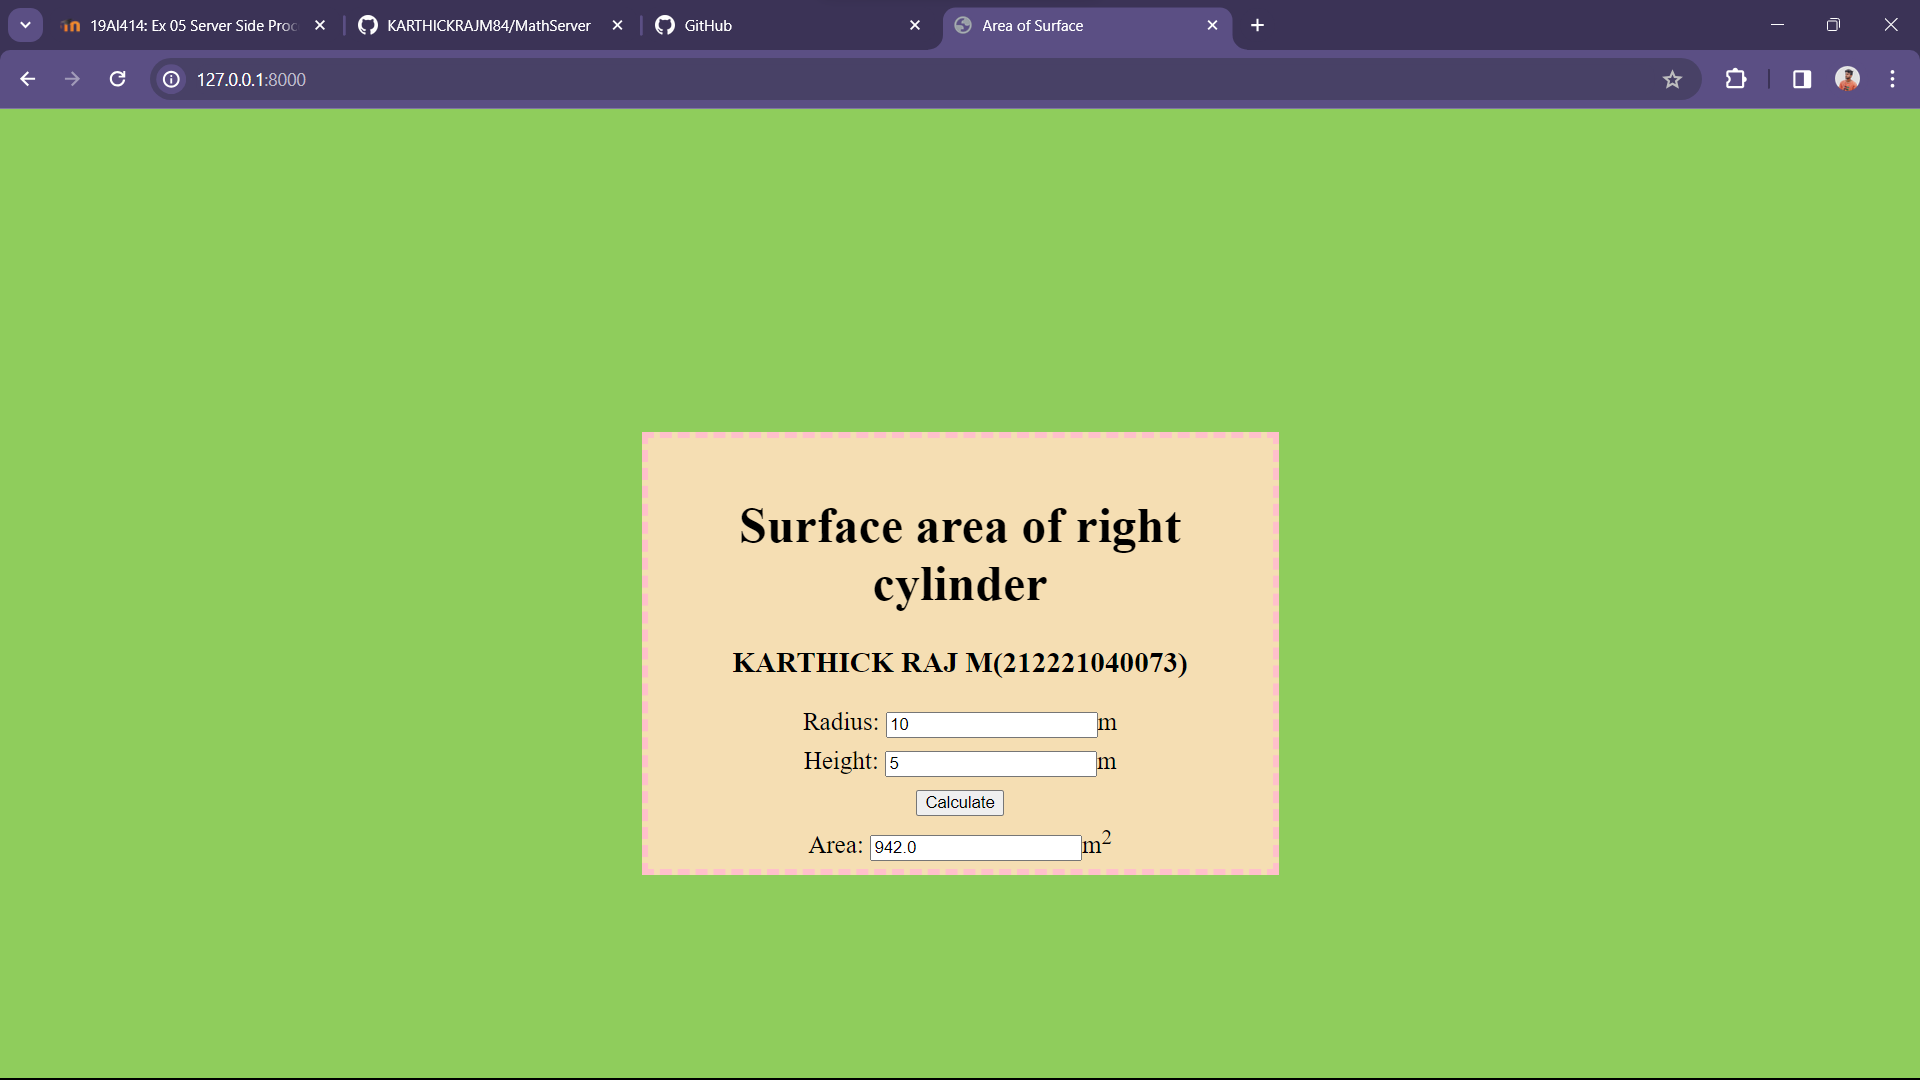 19AI414: Ex 05 Server Side Proc
KARTHICKRAJM84/MathServer
GitHub
Area of Surface
127.0.0.1:8000
Surface area of right
cylinder
KARTHICK RAJ M(212221040073)
Radius: 10 m
Height: 5 m
Calculate
Area: 942.0 m²